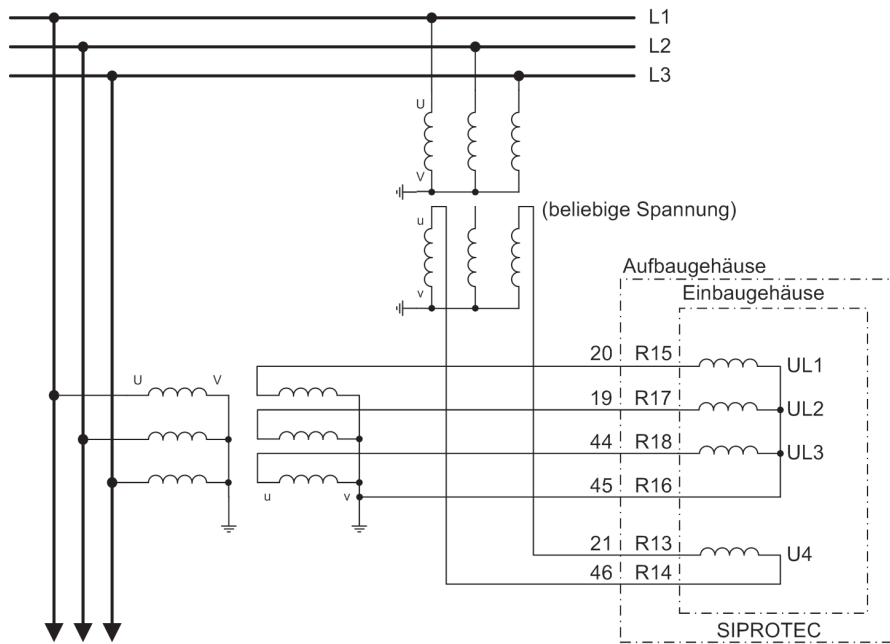 L1
L2
L3
U
V
u
(beliebige Spannung)
v
Aufbaugehäuse
Einbaugehäuse
20 R15 UL1
U V
19 R17 UL2
44 R18 UL3
45 R16
u v
21 R13 U4
46 R14
SIPROTEC